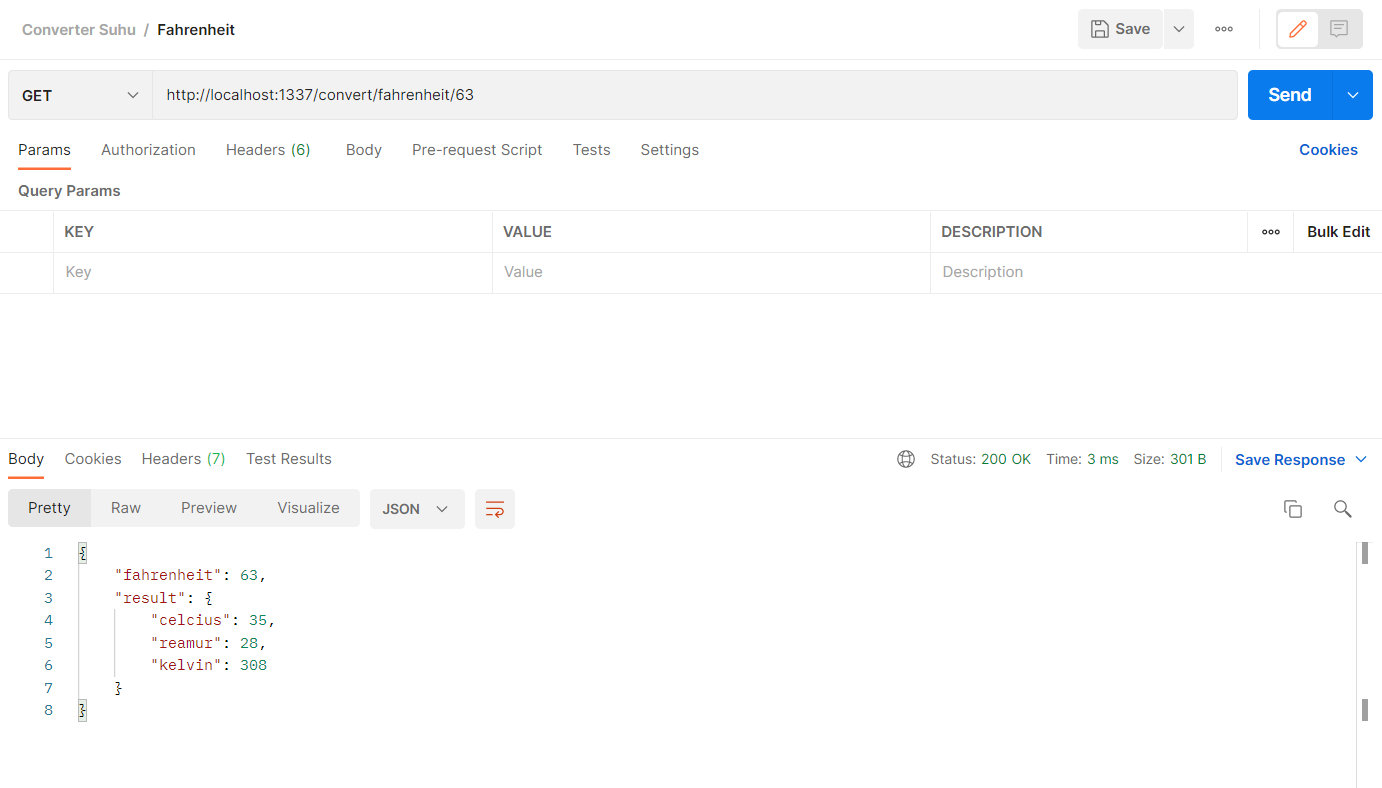 Converter Suhu / Fahrenheit
Save
GET
http://localhost:1337/convert/fahrenheit/63
Send
Params Authorization Headers (6) Body Pre-request Script Tests Settings Cookies
Query Params
KEY VALUE DESCRIPTION Bulk Edit
Key Value Description
Body Cookies Headers (7) Test Results Status: 200 OK Time: 3 ms Size: 301 B Save Response
Pretty Raw Preview Visualize JSON
1 {
2 "fahrenheit": 63,
3 "result": {
4 "celcius": 35,
5 "reamur": 28,
6 "kelvin": 308
7 }
8 }